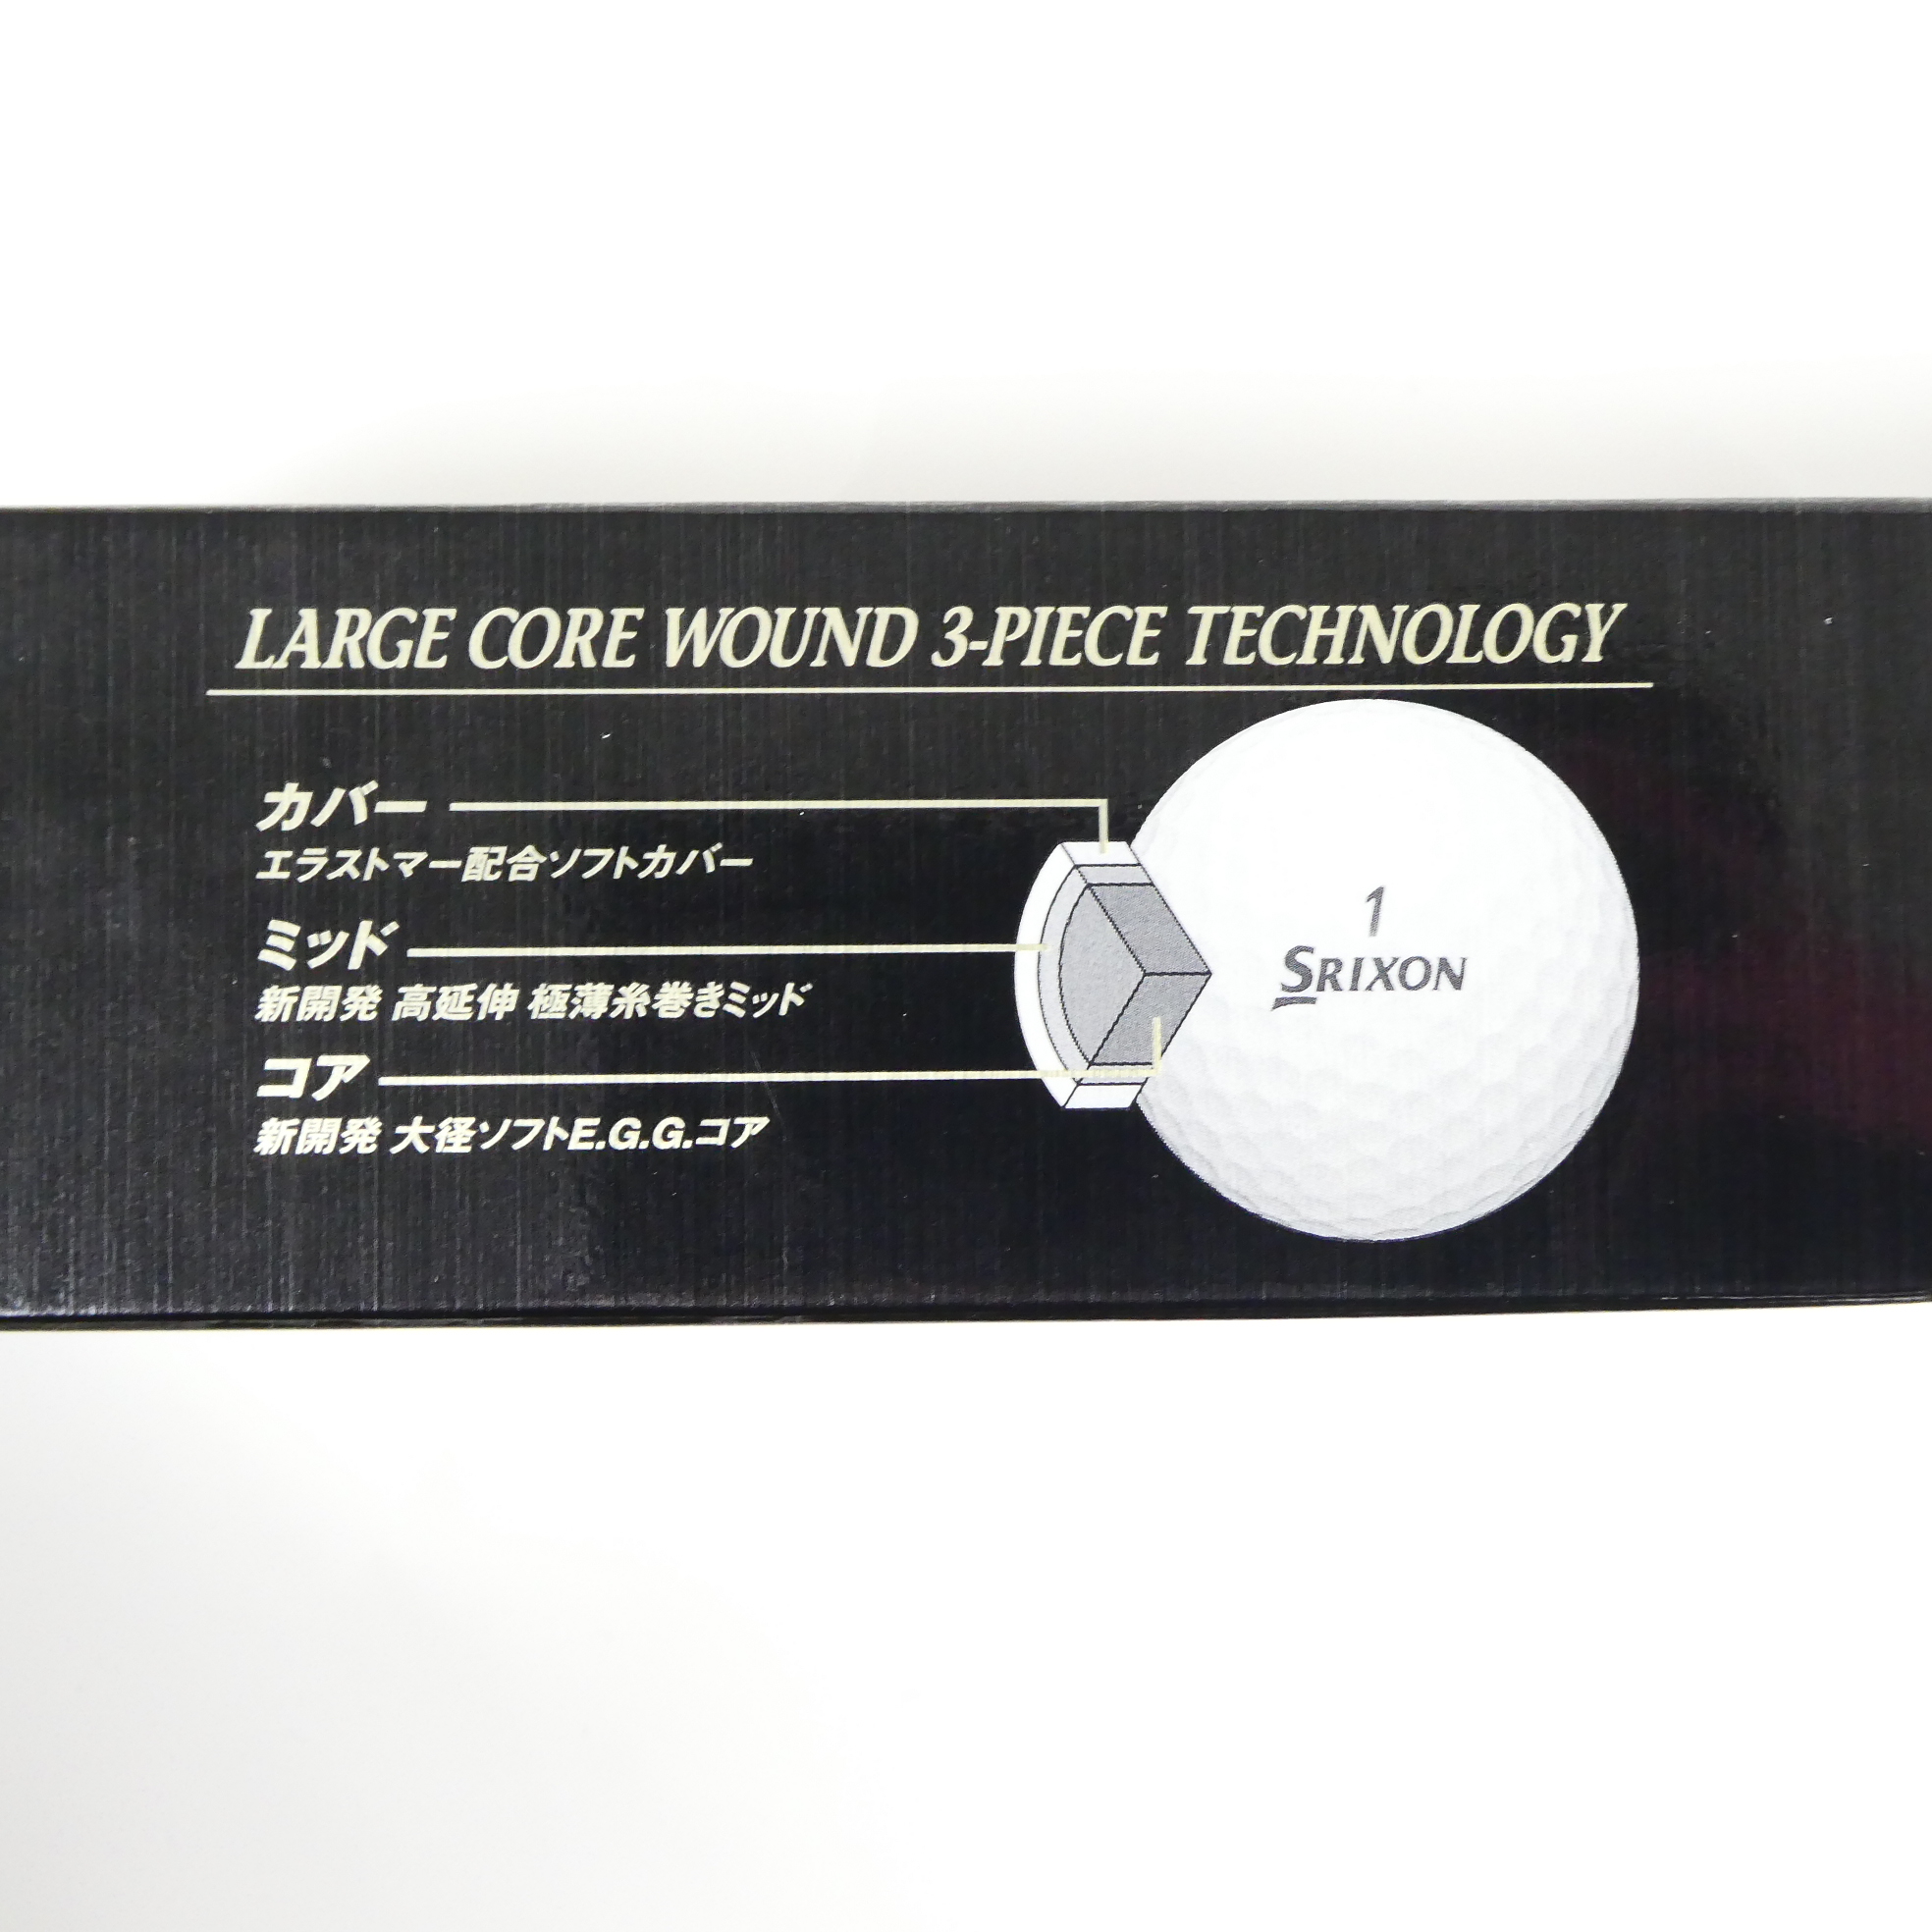 LARGE CORE WOUND 3-PIECE TECHNOLOGY
カバー
エラストマー配合ソフトカバー
ミッド
新開発 高延伸 極薄糸巻きミッド
コア
新開発 大径ソフトE.G.G.コア
1
SRIXON